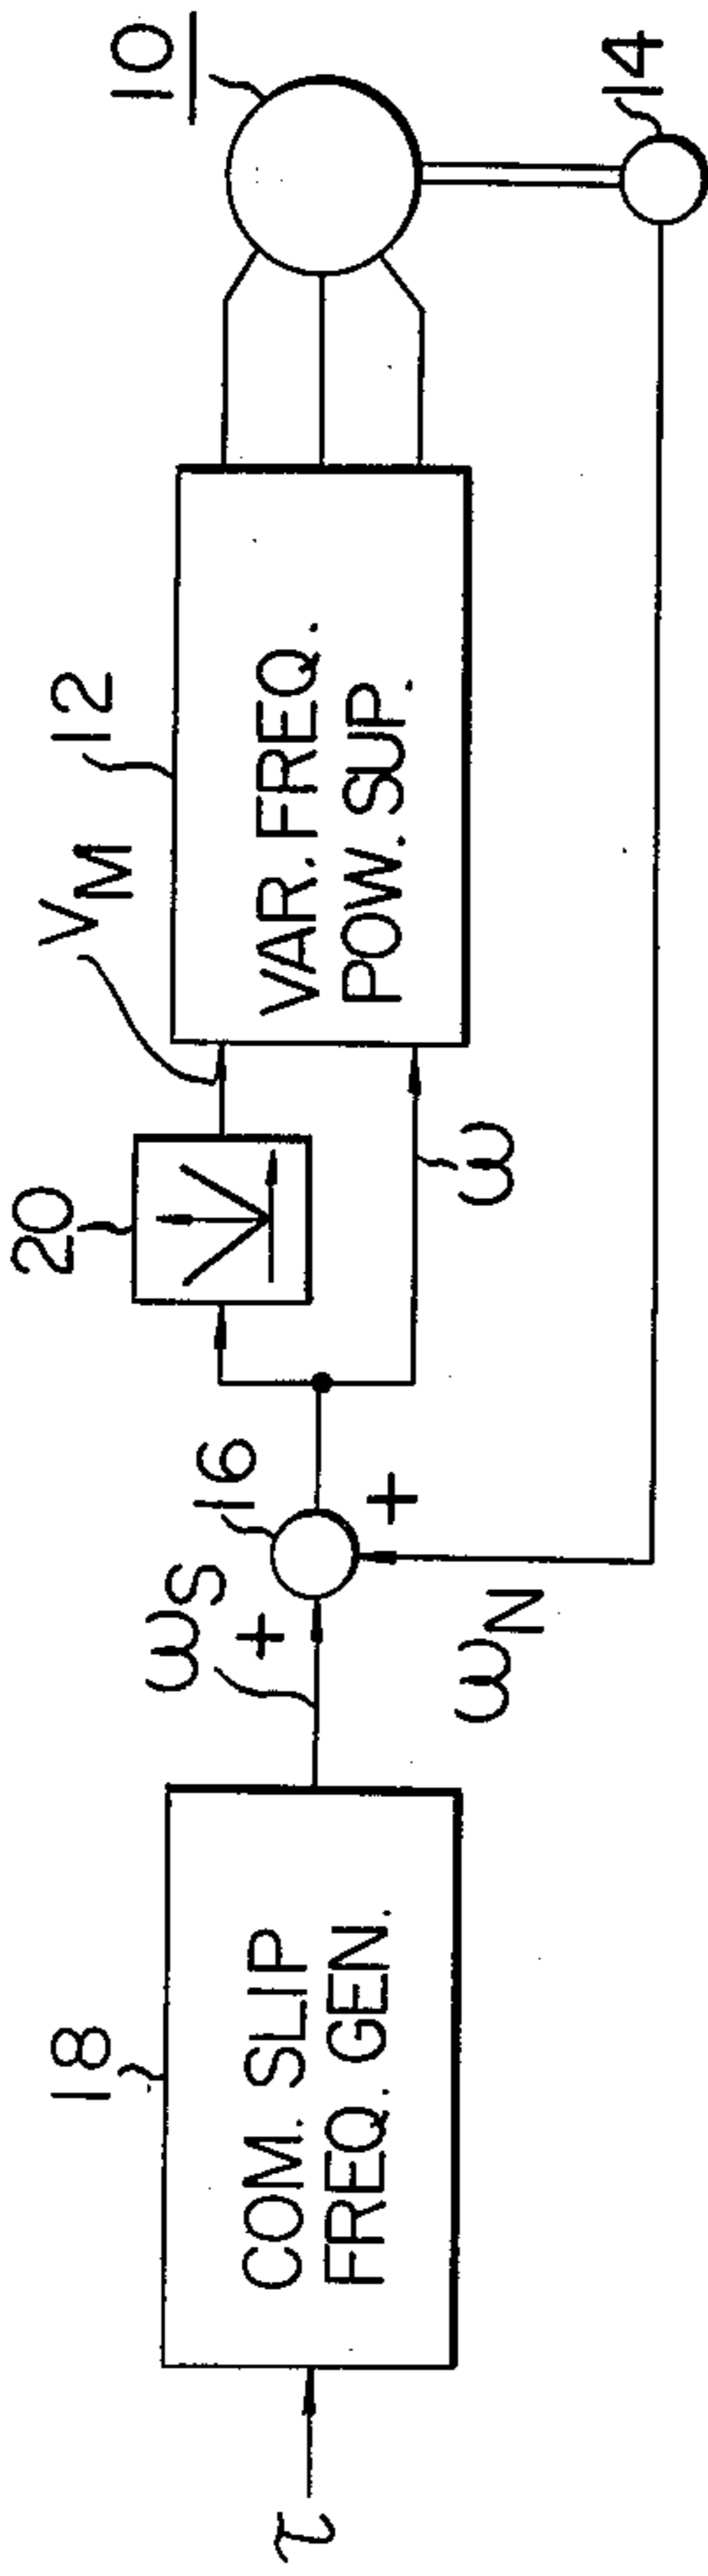 τ
18
COM. SLIP
FREQ. GEN.
ωS
+
16
+
ωN
20
VM
ω
12
VAR. FREQ.
POW. SUP.
10
14